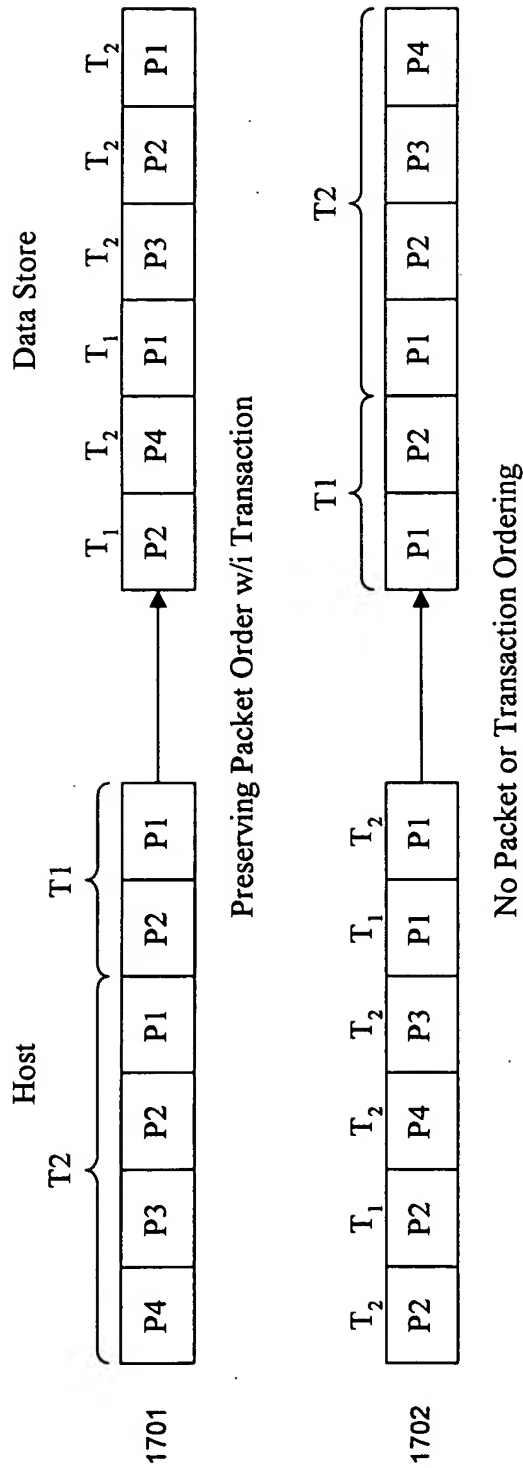 Host
Data Store
T2
T1
T₁ T₂ T₁ T₂ T₂ T₂
1701
P4 P3 P2 P1 P2 P1
P2 P4 P1 P3 P2 P1
Preserving Packet Order w/i Transaction
T₂ T₁ T₂ T₂ T₁ T₂
T1
T2
1702
P2 P2 P4 P3 P1 P1
P1 P2 P1 P2 P3 P4
No Packet or Transaction Ordering